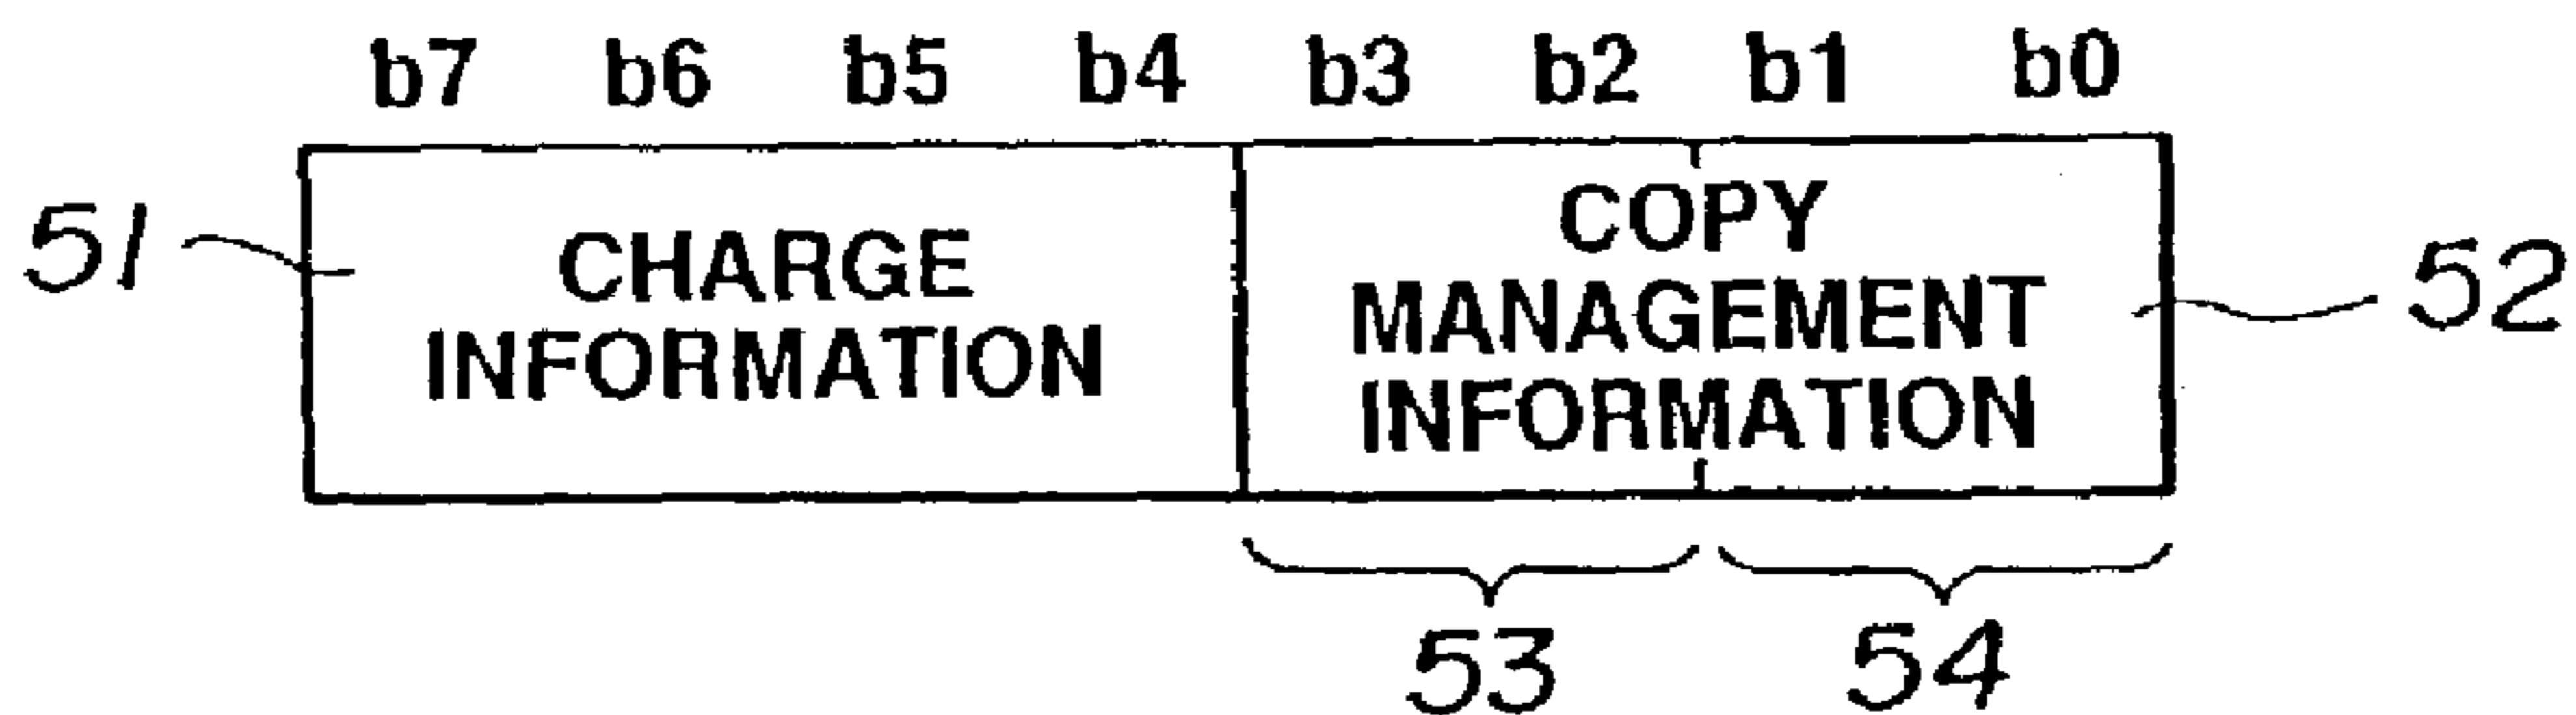 b7 b6 b5 b4 b3 b2 b1 b0
51
CHARGE
INFORMATION
COPY
MANAGEMENT
INFORMATION
52
53 54